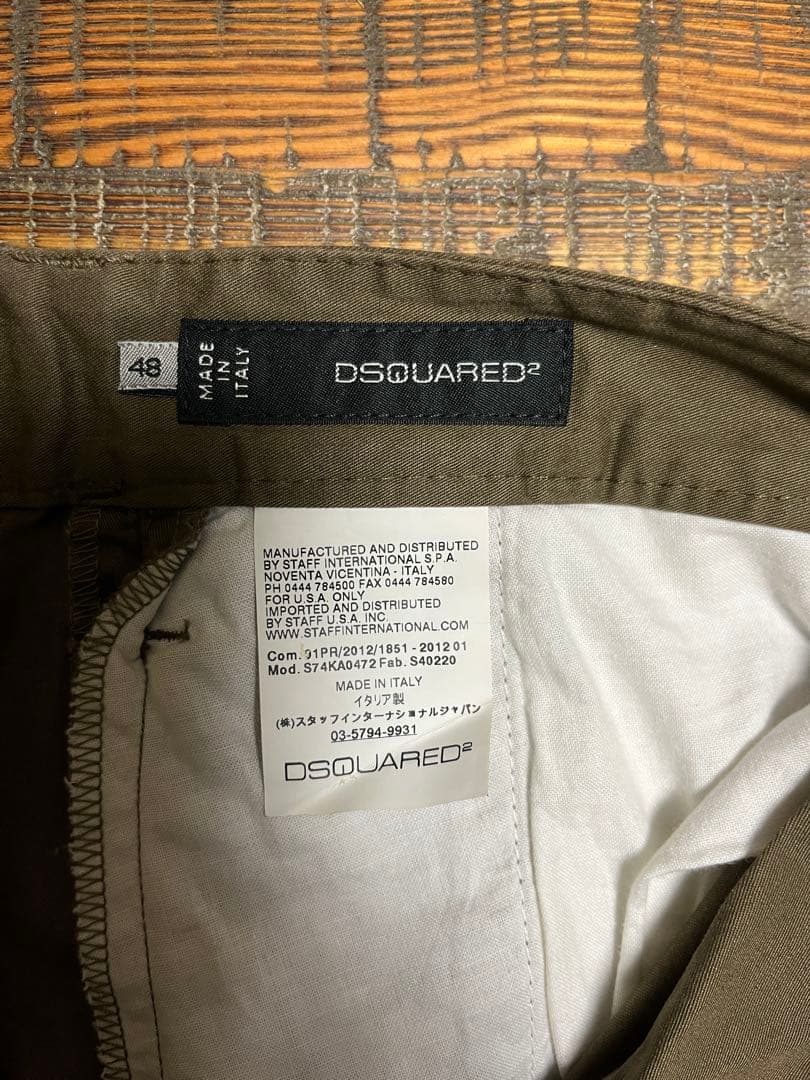 48
MADE
IN
ITALY
DSQUARED²
MANUFACTURED AND DISTRIBUTED
BY STAFF INTERNATIONAL S.P.A.
NOVENTA VICENTINA - ITALY
PH 0444 784500 FAX 0444 784580
FOR U.S.A. ONLY
IMPORTED AND DISTRIBUTED
BY STAFF U.S.A. INC.
WWW.STAFFINTERNATIONAL.COM
Com. 01PR/2012/1851 - 2012 01
Mod. S74KA0472 Fab. S40220
MADE IN ITALY
イタリア製
(株)スタッフインターナショナルジャパン
03-5794-9931
DSQUARED²